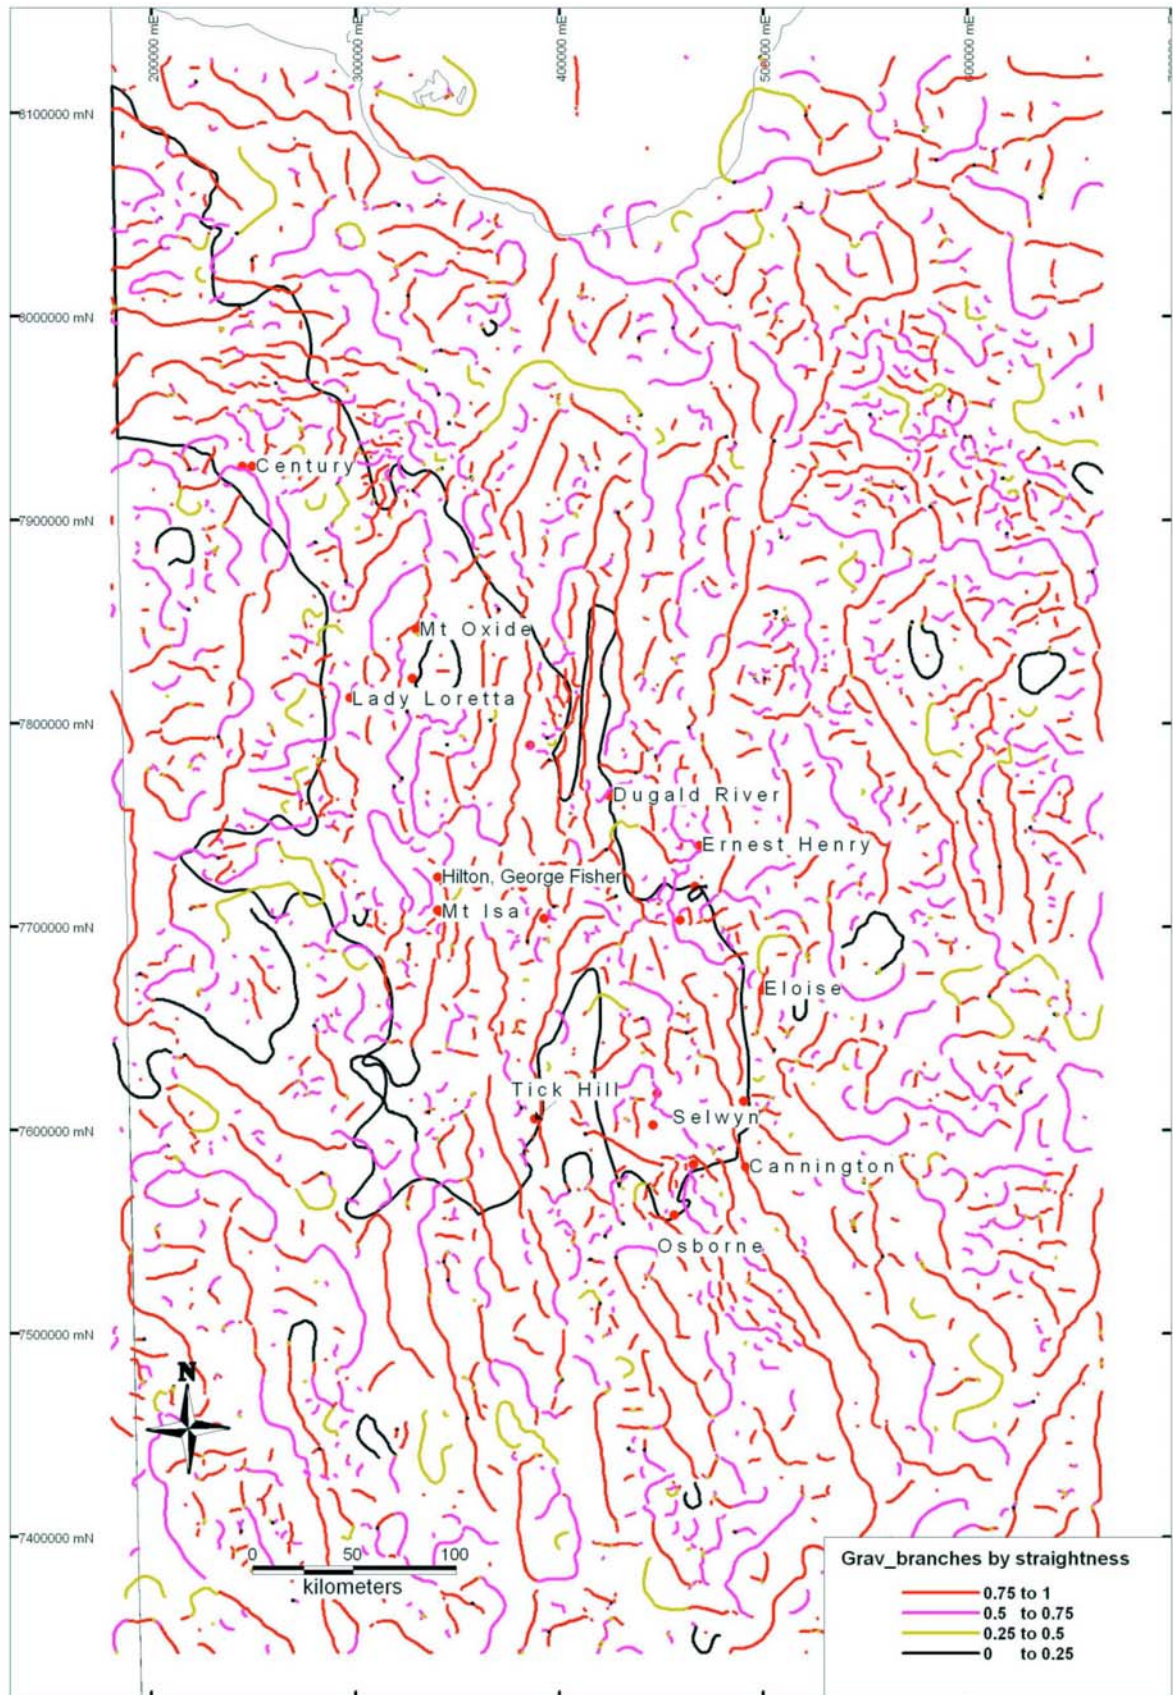 200000 mE
300000 mE
400000 mE
500000 mE
8100000 mN
8000000 mN
Century
7900000 mN
Mt Oxide
Lady Loretta
7800000 mN
Dugald River
Ernest Henry
Hilton, George Fisher
Mt Isa
7700000 mN
Eloise
Tick Hill
Selwyn
7600000 mN
Cannington
Osborne
7500000 mN
N
7400000 mN
0 50 100
kilometers
Grav_branches by straightness
0.75 to 1
0.5 to 0.75
0.25 to 0.5
0 to 0.25